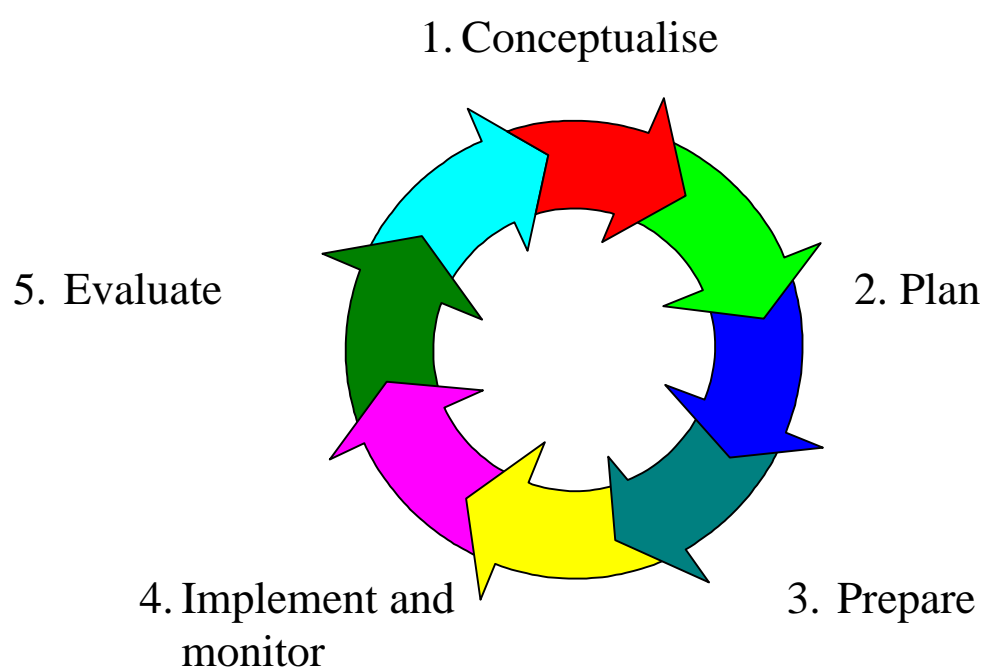 1. Conceptualise
2. Plan
3. Prepare
4. Implement and
monitor
5. Evaluate